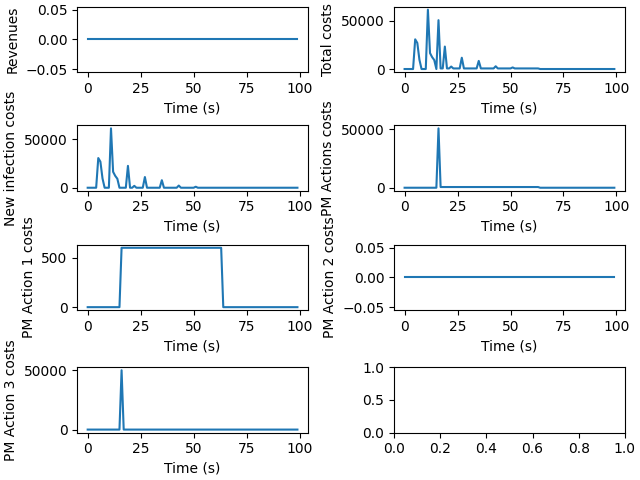 Revenues
0.05
0.00
−0.05
0 25 50 75 100
Time (s)
Total costs
50000
0
0 25 50 75 100
Time (s)
New infection costs
50000
0
0 25 50 75 100
Time (s)
PM Actions costs
50000
0
0 25 50 75 100
Time (s)
PM Action 1 costs
500
0
0 25 50 75 100
Time (s)
PM Action 2 costs
0.05
0.00
−0.05
0 25 50 75 100
Time (s)
PM Action 3 costs
50000
0
0 25 50 75 100
Time (s)
1.0
0.5
0.0
0.0 0.2 0.4 0.6 0.8 1.0